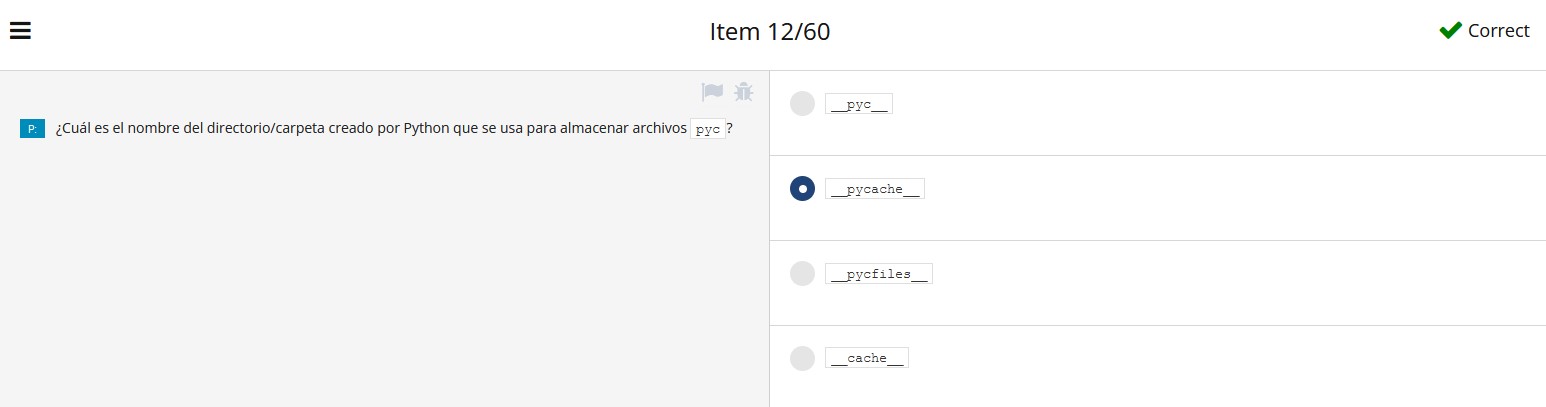 Item 12/60
Correct
P: ¿Cuál es el nombre del directorio/carpeta creado por Python que se usa para almacenar archivos pyc ?
__pyc__
__pycache__
__pycfiles__
__cache__